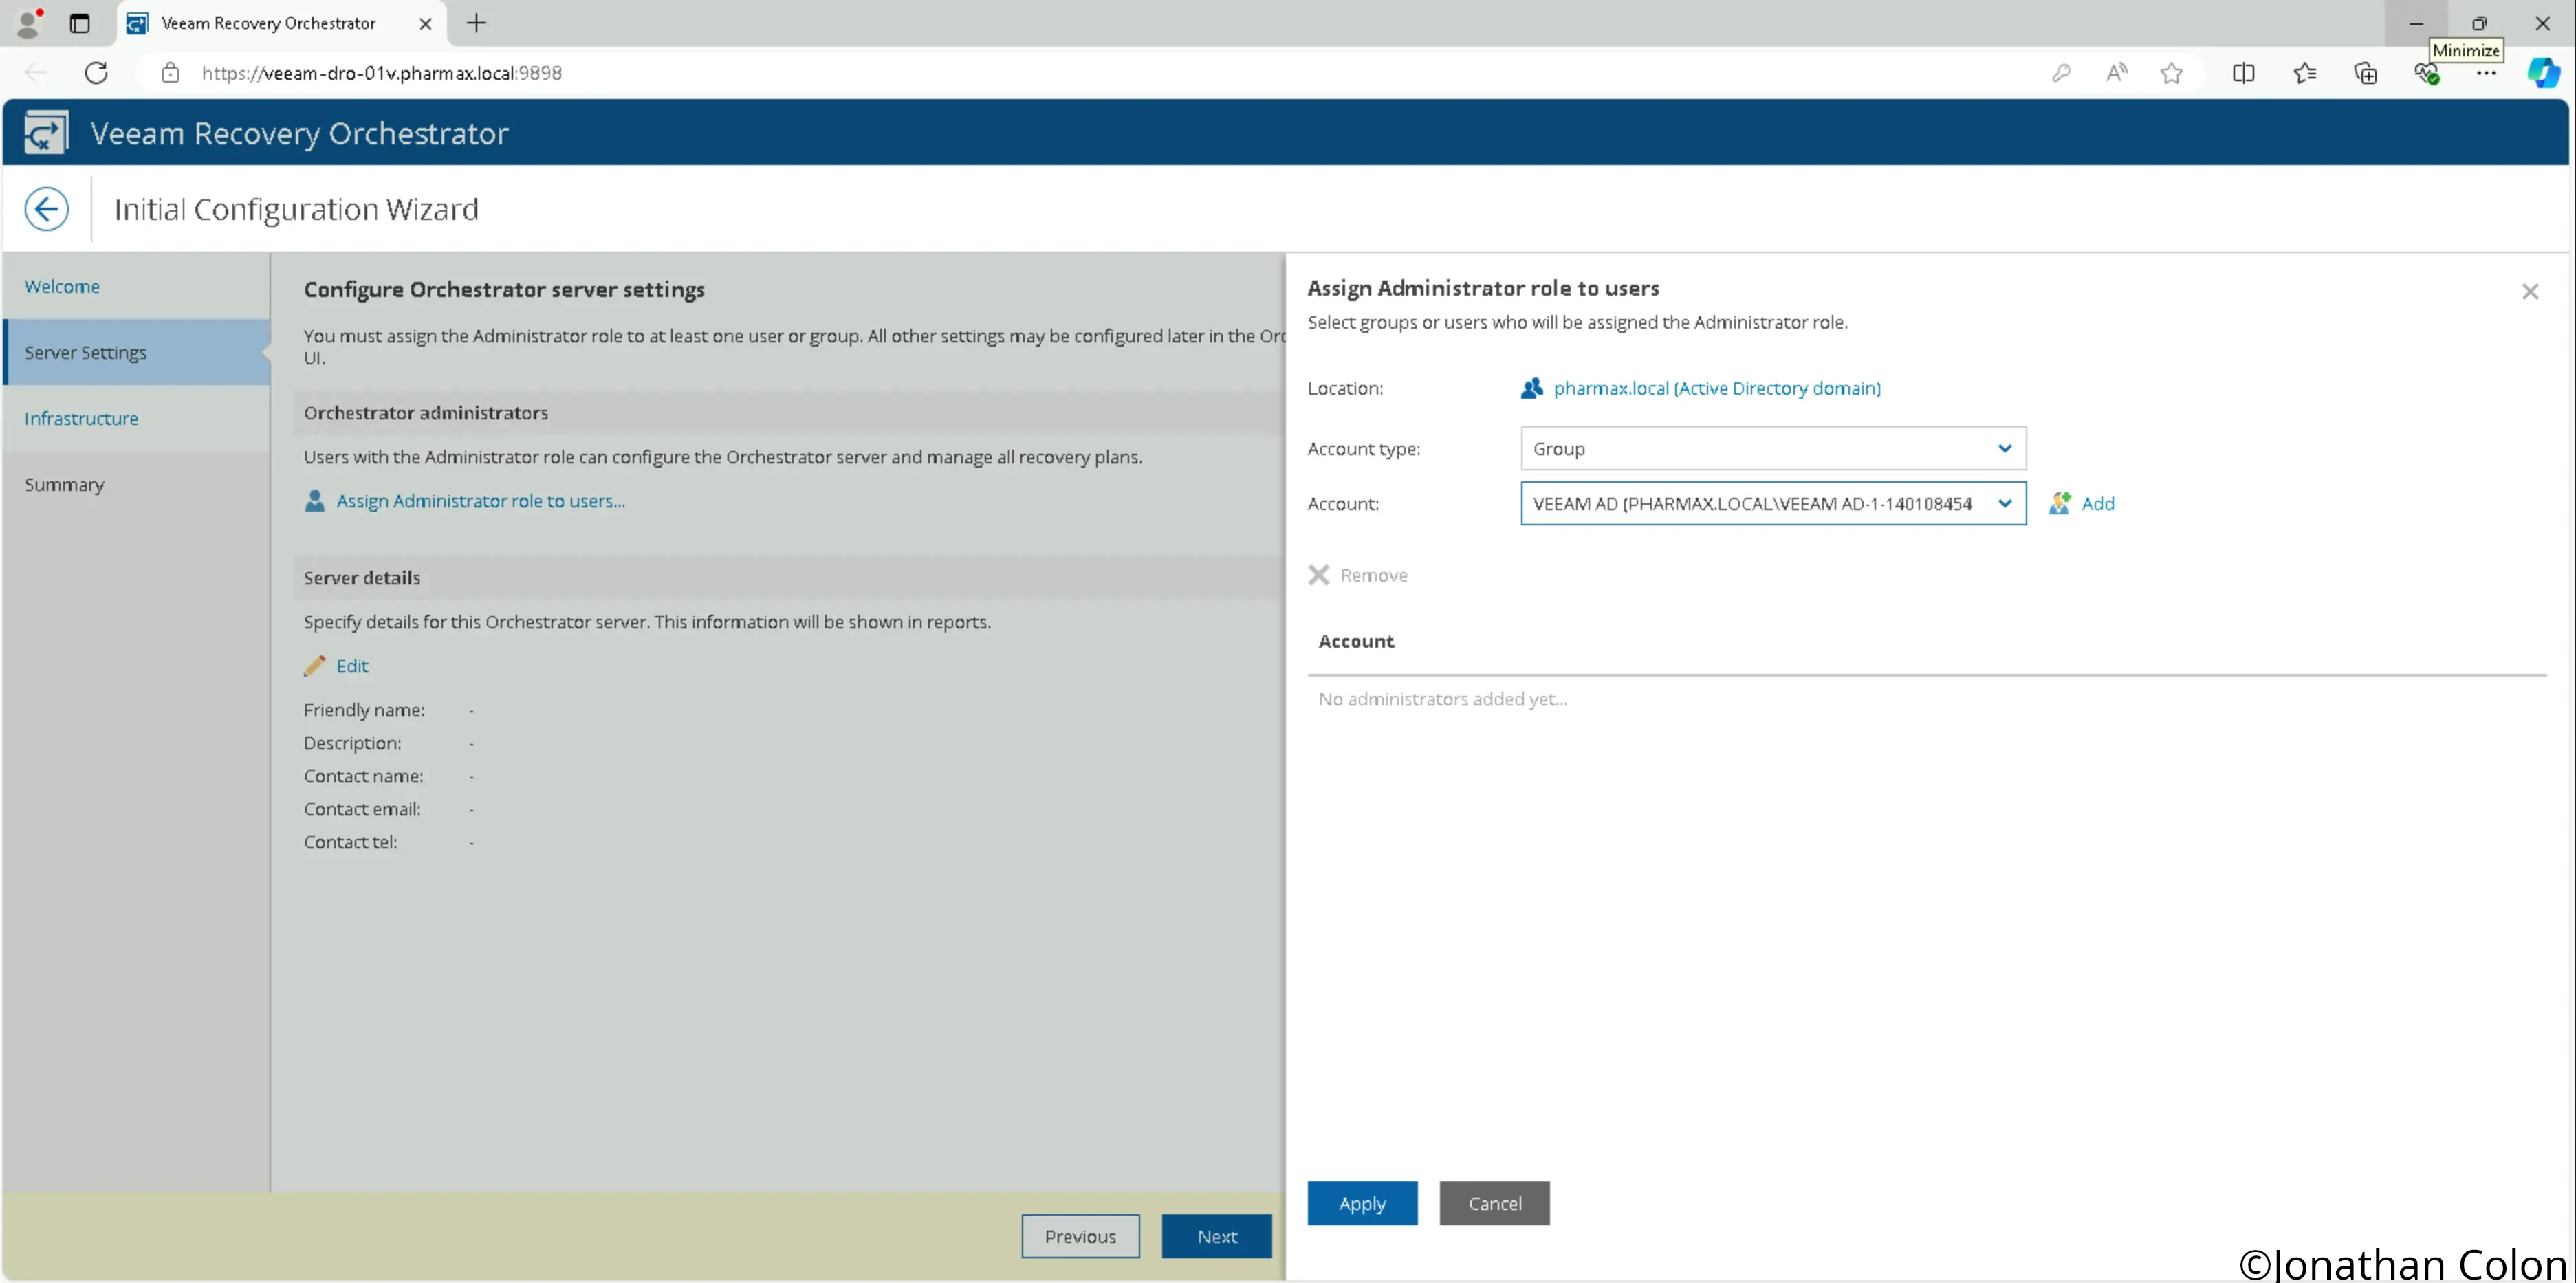 Veeam Recovery Orchestrator
Minimize
https://veeam-dro-01v.pharmax.local:9898
Veeam Recovery Orchestrator
Initial Configuration Wizard
Welcome
Server Settings
Infrastructure
Summary
Configure Orchestrator server settings
You must assign the Administrator role to at least one user or group. All other settings may be configured later in the Orc
UI.
Orchestrator administrators
Users with the Administrator role can configure the Orchestrator server and manage all recovery plans.
Assign Administrator role to users...
Server details
Specify details for this Orchestrator server. This information will be shown in reports.
Edit
Friendly name: -
Description: -
Contact name: -
Contact email: -
Contact tel: -
Previous Next
Assign Administrator role to users
Select groups or users who will be assigned the Administrator role.
Location: pharmax.local (Active Directory domain)
Account type: Group
Account: VEEAM AD (PHARMAX.LOCAL\VEEAM AD-1-140108454 Add
Remove
Account
No administrators added yet...
Apply Cancel
©Jonathan Colon